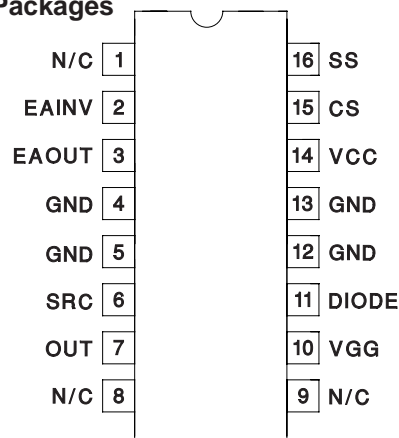 Packages
N/C 1 16 SS
EAINV 2 15 CS
EAOUT 3 14 VCC
GND 4 13 GND
GND 5 12 GND
SRC 6 11 DIODE
OUT 7 10 VGG
N/C 8 9 N/C